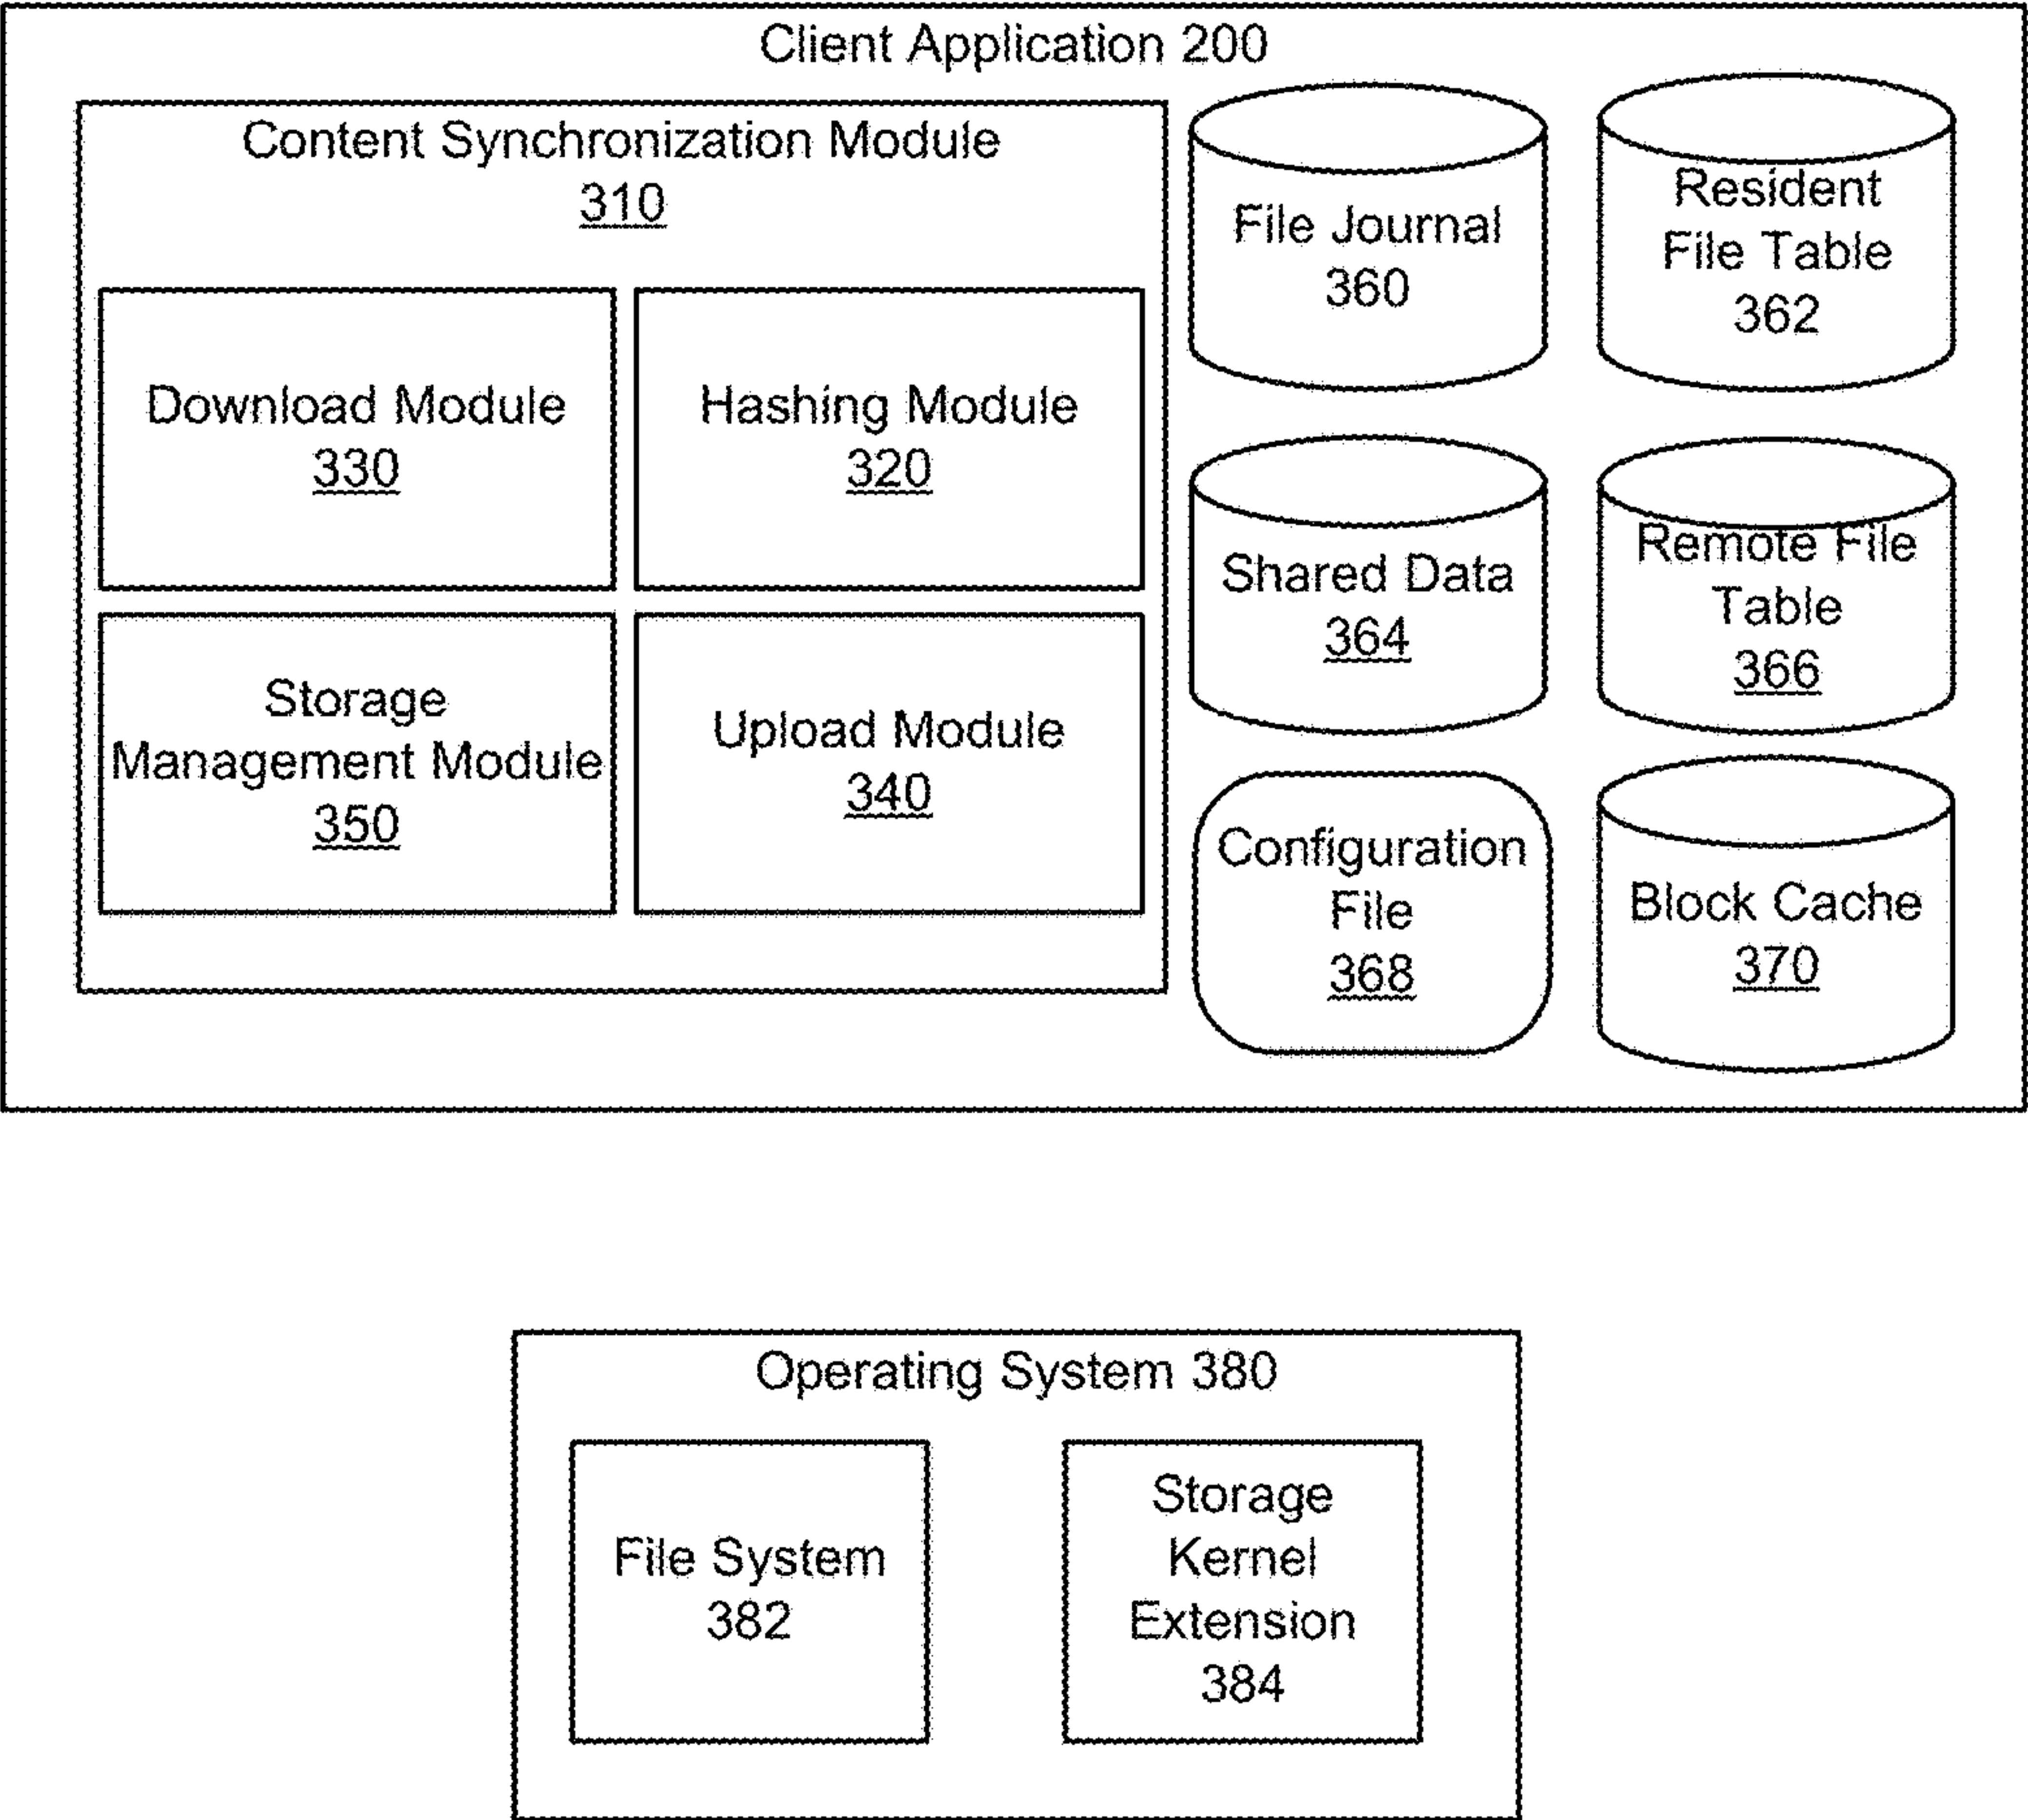 Client Application 200
Content Synchronization Module
310
Download Module
330
Hashing Module
320
Storage
Management Module
350
Upload Module
340
File Journal
360
Resident
File Table
362
Shared Data
364
Remote File
Table
366
Configuration
File
368
Block Cache
370
Operating System 380
File System
382
Storage
Kernel
Extension
384